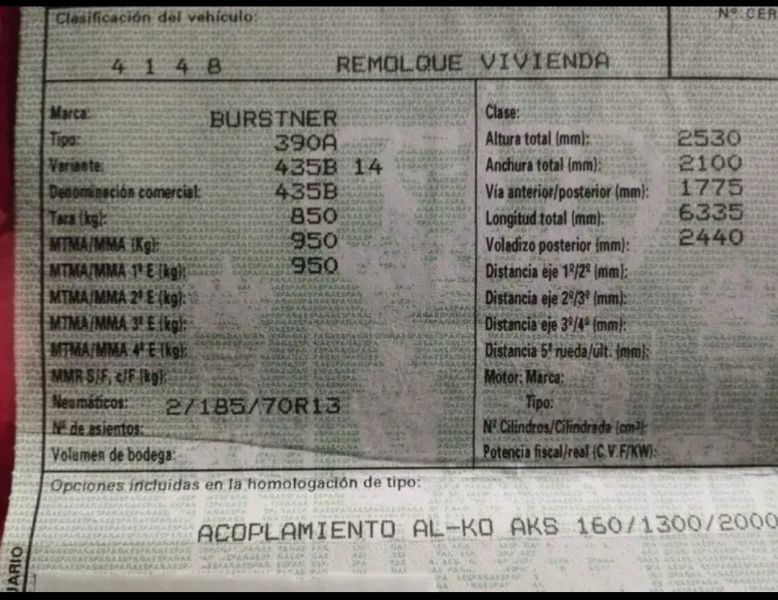 Clasificación del vehículo:
Nº CER
4 1 4 8 REMOLQUE VIVIENDA
Marca: BURSTNER
Tipo: 390A
Variante: 435B 14
Denominación comercial: 435B
Tara (kg): 850
MTMA/MMA (Kg): 950
MTMA/MMA 1º E (kg): 950
MTMA/MMA 2º E (kg):
MTMA/MMA 3º E (kg):
MTMA/MMA 4º E (kg):
MMR S/F, c/F (kg):
Neumáticos: 2/185/70R13
Nº de asientos:
Volumen de bodega:
Clase:
Altura total (mm): 2530
Anchura total (mm): 2100
Vía anterior/posterior (mm): 1775
Longitud total (mm): 6335
Voladizo posterior (mm): 2440
Distancia eje 1º/2º (mm):
Distancia eje 2º/3º (mm):
Distancia eje 3º/4º (mm):
Distancia 5ª rueda/ult. (mm):
Motor: Marca:
Tipo:
Nº Cilindros/Cilindrada (cm³):
Potencia fiscal/real (C.V.F/KW):
Opciones incluidas en la homologación de tipo:
ACOPLAMIENTO AL-KO AKS 160/1300/2000
UARIO